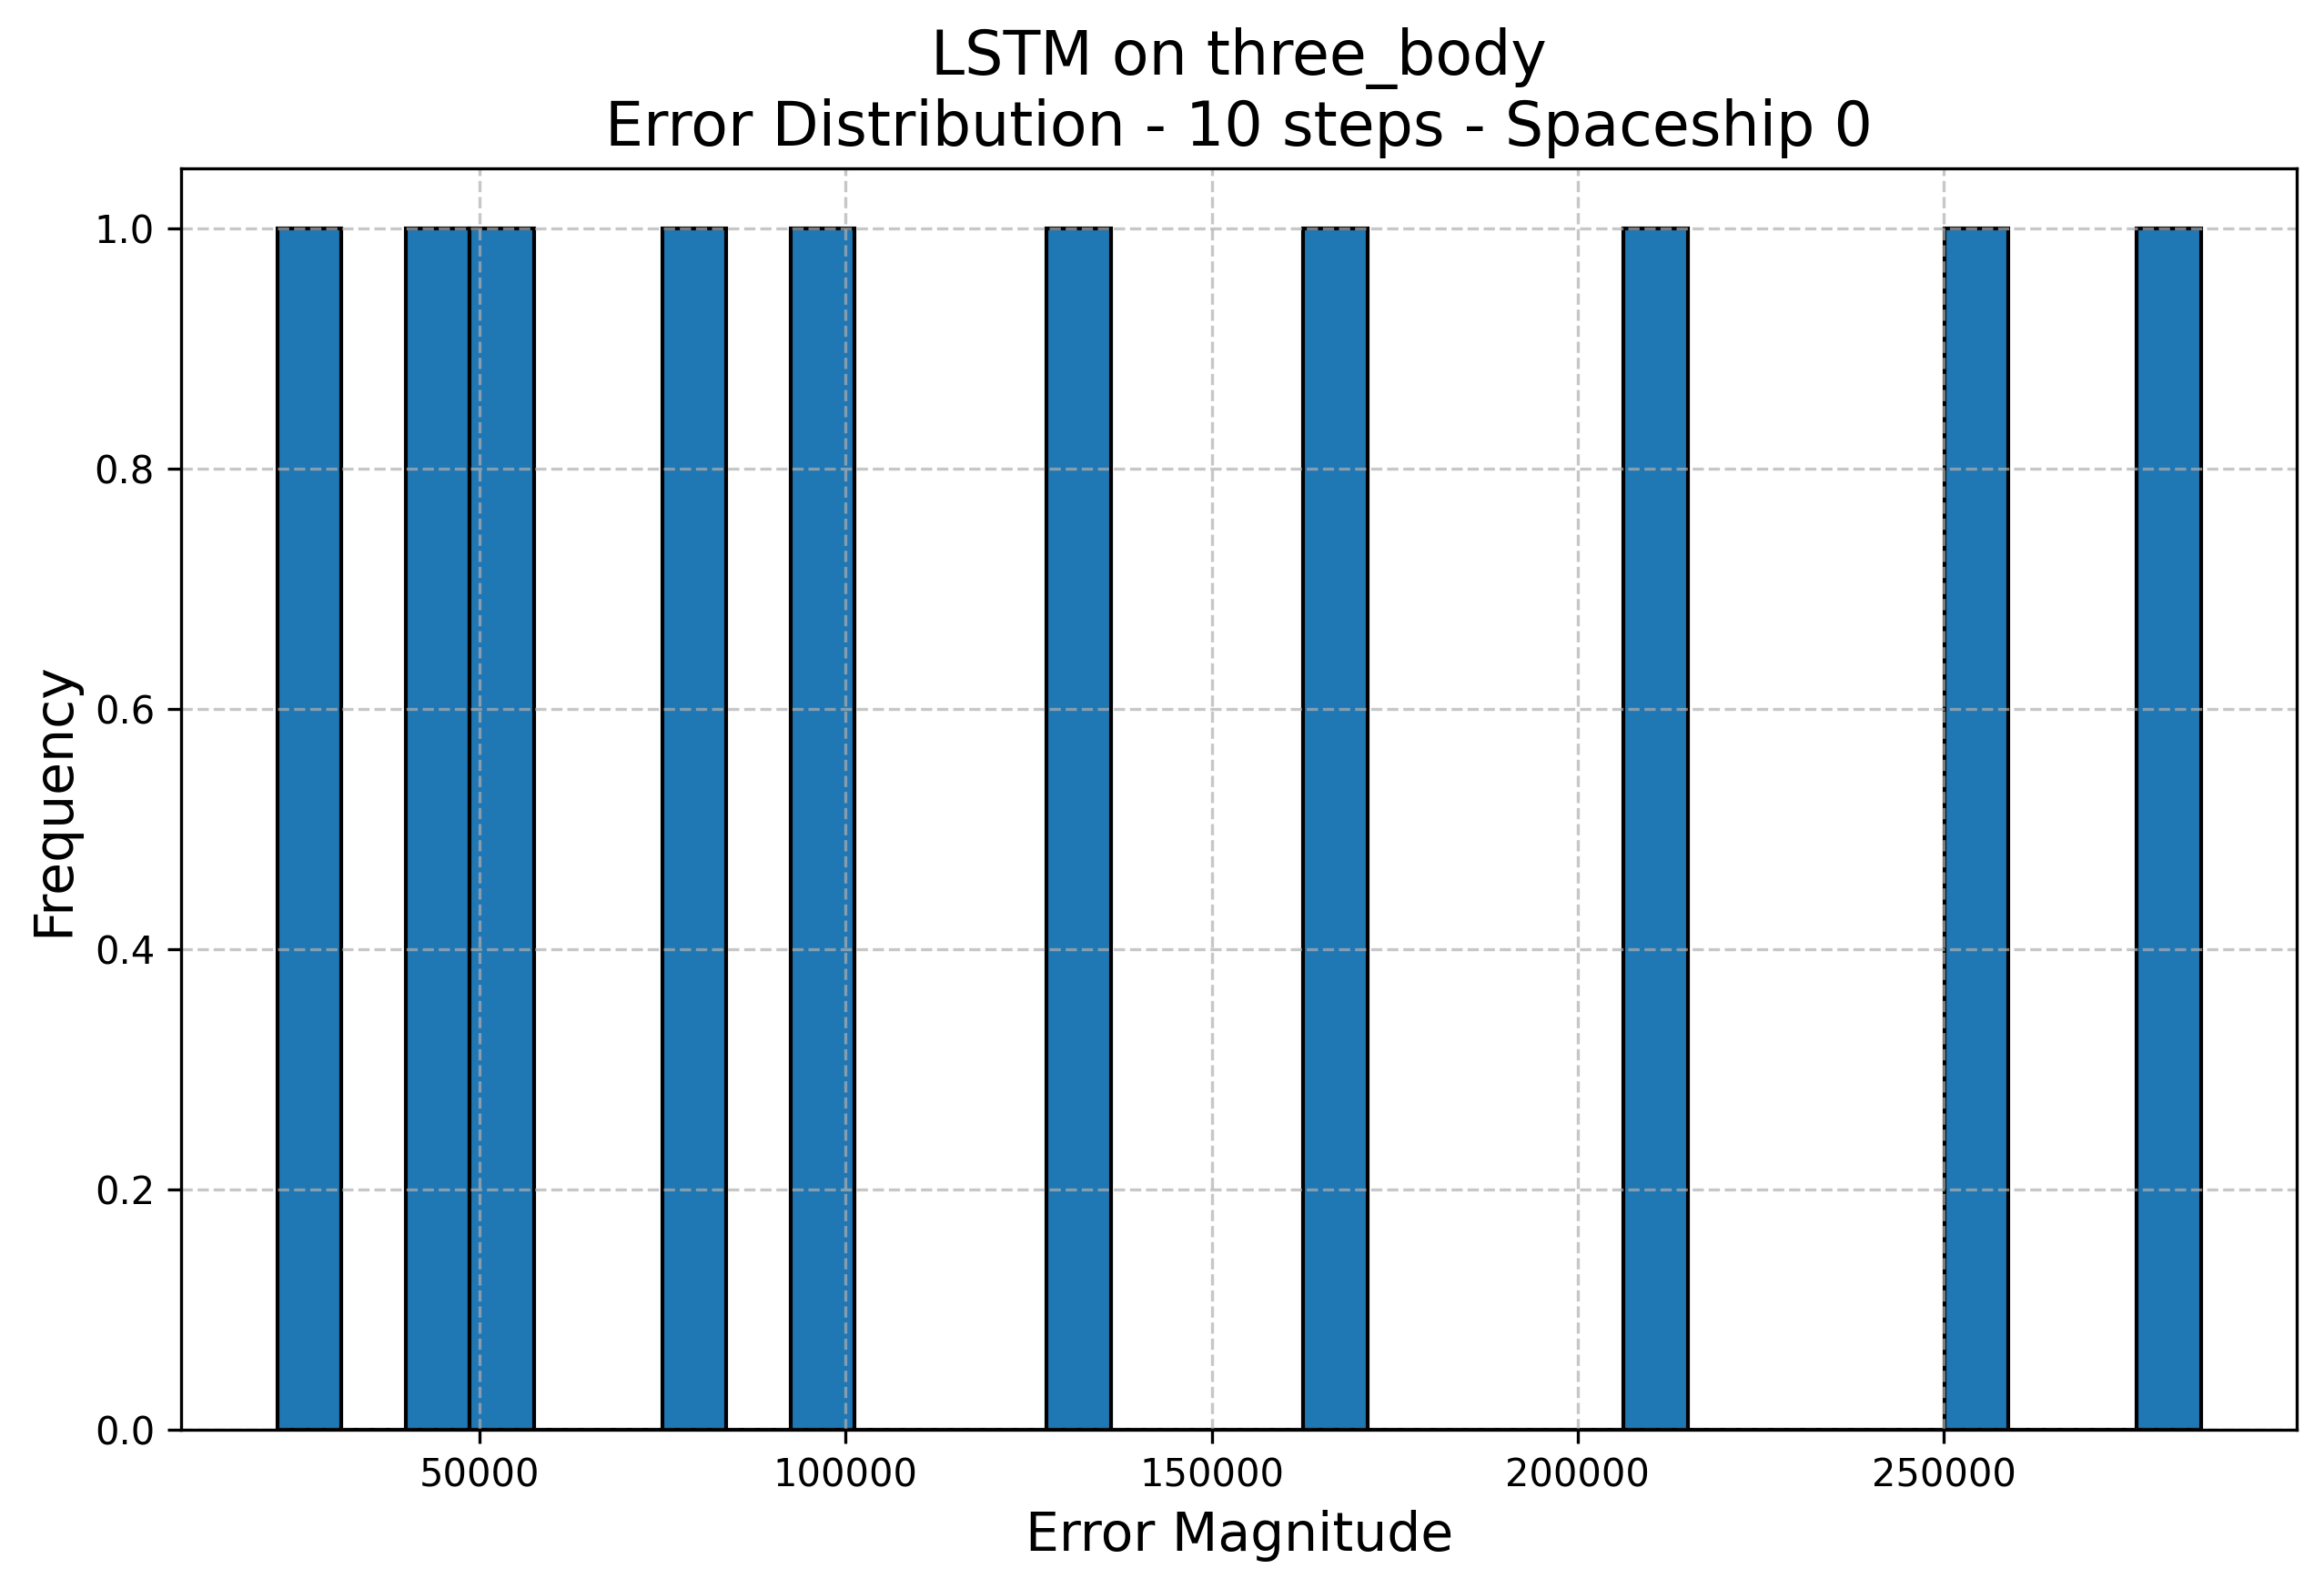 LSTM on three_body
Error Distribution - 10 steps - Spaceship 0
Frequency
1.0
0.8
0.6
0.4
0.2
0.0
50000 100000 150000 200000 250000
Error Magnitude